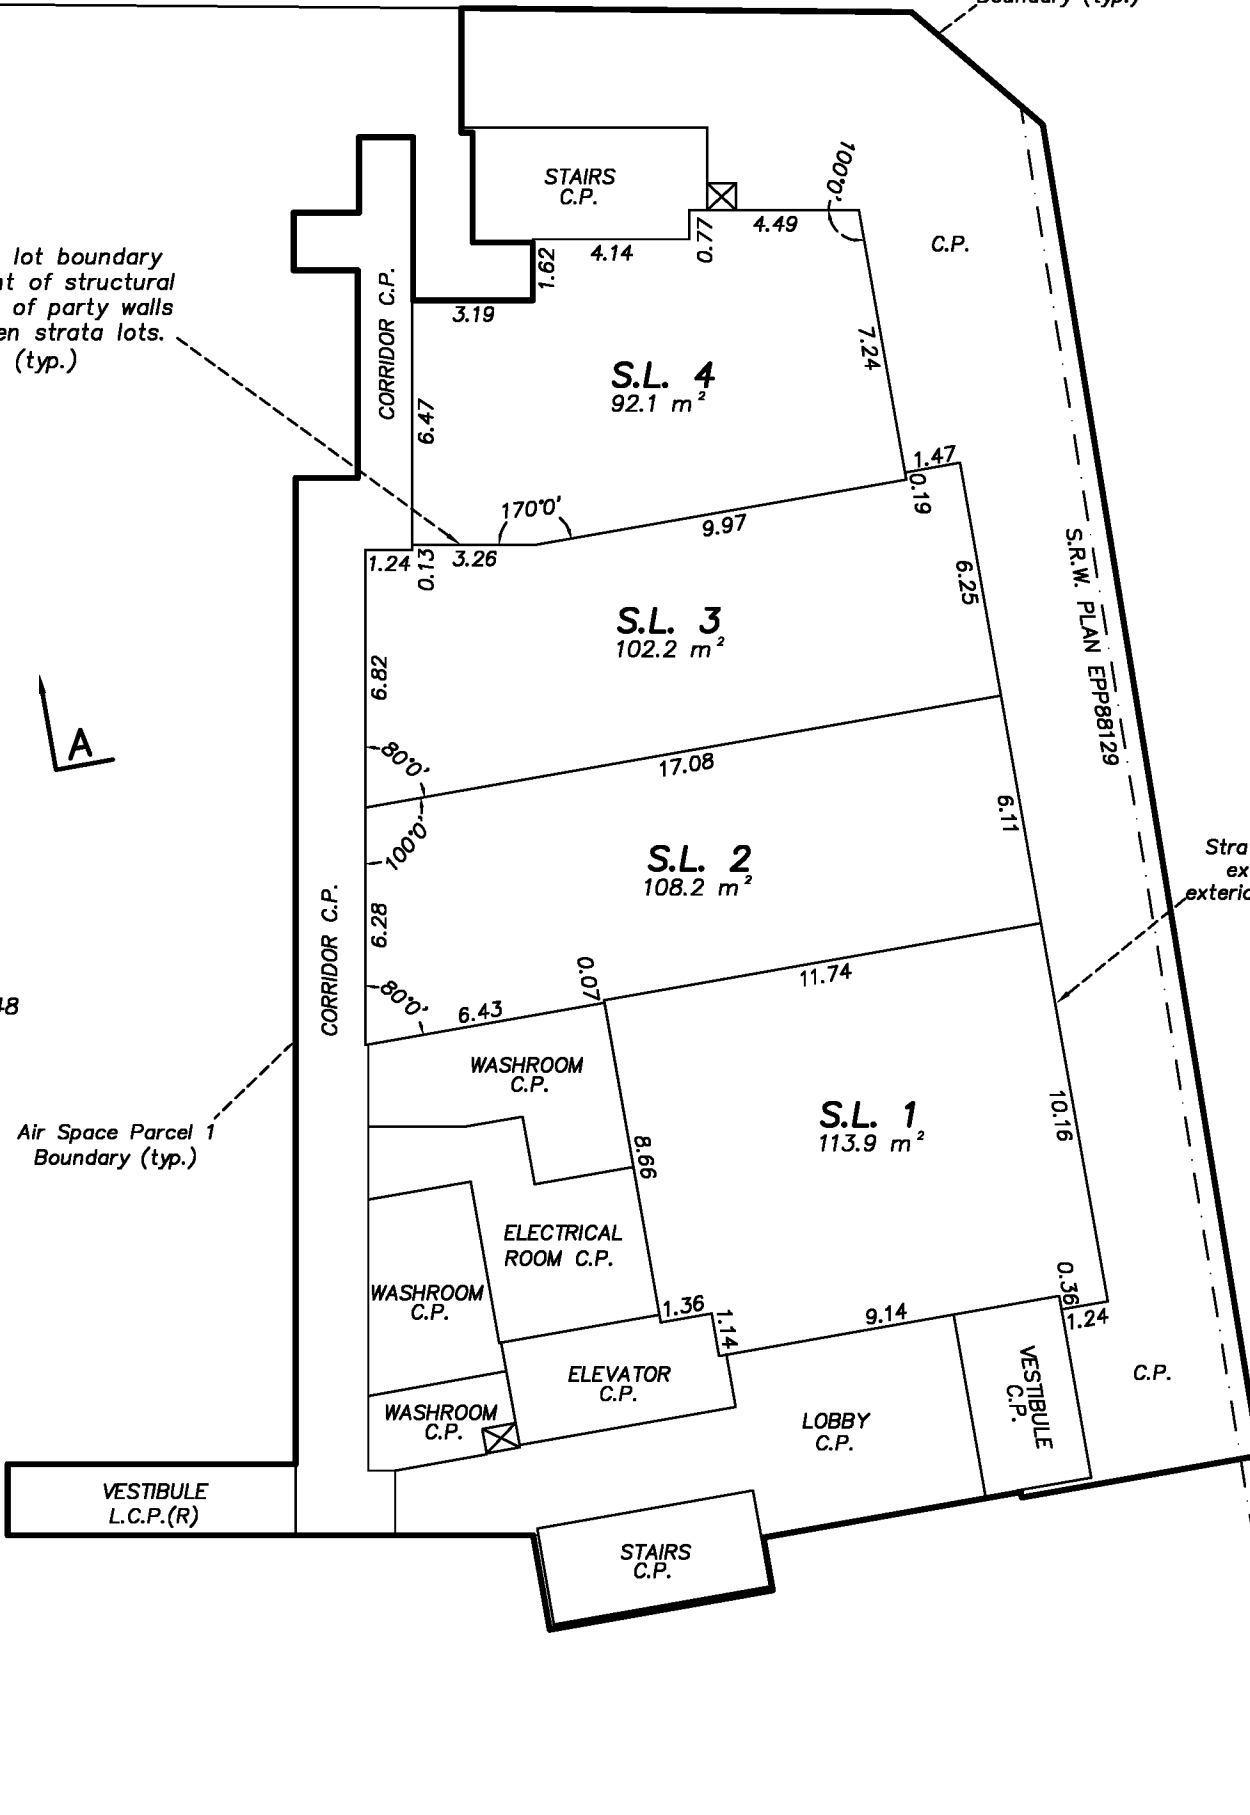 Boundary (typ.)
STAIRS
C.P.
100°0'
4.49
0.77
4.14
1.62
3.19
C.P.
lot boundary
of structural
of party walls
strata lots.
(typ.)
CORRIDOR C.P.
6.47
7.24
S.L. 4
92.1 m²
1.47
0.19
170°0'
9.97
1.24
0.13
3.26
6.25
S.R.W. PLAN EPP88129
S.L. 3
102.2 m²
6.82
A
80°0'
17.08
100°0'
6.11
S.L. 2
108.2 m²
exterio
CORRIDOR C.P.
6.28
80°0'
6.43
0.07
11.74
48
WASHROOM
C.P.
Air Space Parcel 1
Boundary (typ.)
8.66
S.L. 1
113.9 m²
10.16
ELECTRICAL
ROOM C.P.
WASHROOM
C.P.
1.36
1.14
9.14
0.36
1.24
ELEVATOR
C.P.
VESTIBULE
C.P.
C.P.
WASHROOM
C.P.
LOBBY
C.P.
VESTIBULE
L.C.P.(R)
STAIRS
C.P.